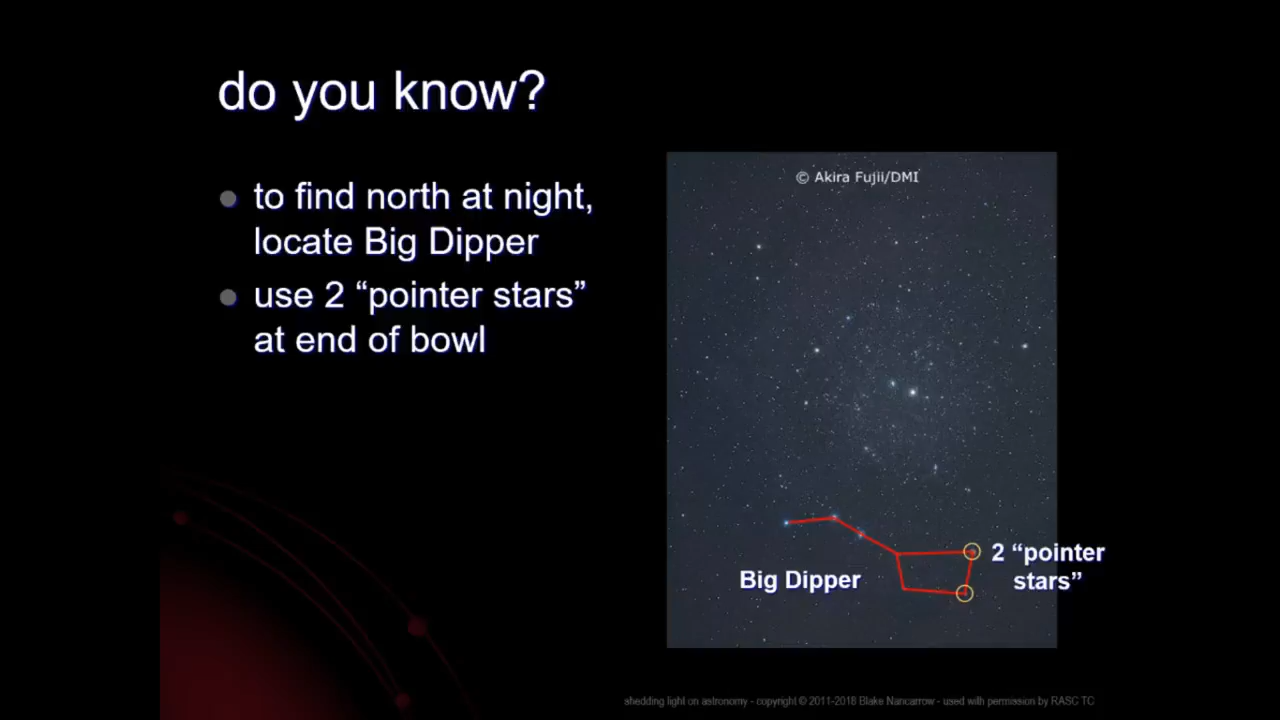 do you know?
to find north at night,
locate Big Dipper
use 2 “pointer stars”
at end of bowl
© Akira Fujii/DMI
Big Dipper
2 “pointer
stars”
shedding light on astronomy - copyright © 2011-2018 Blake Nancarrow - used with permission by RASC TC